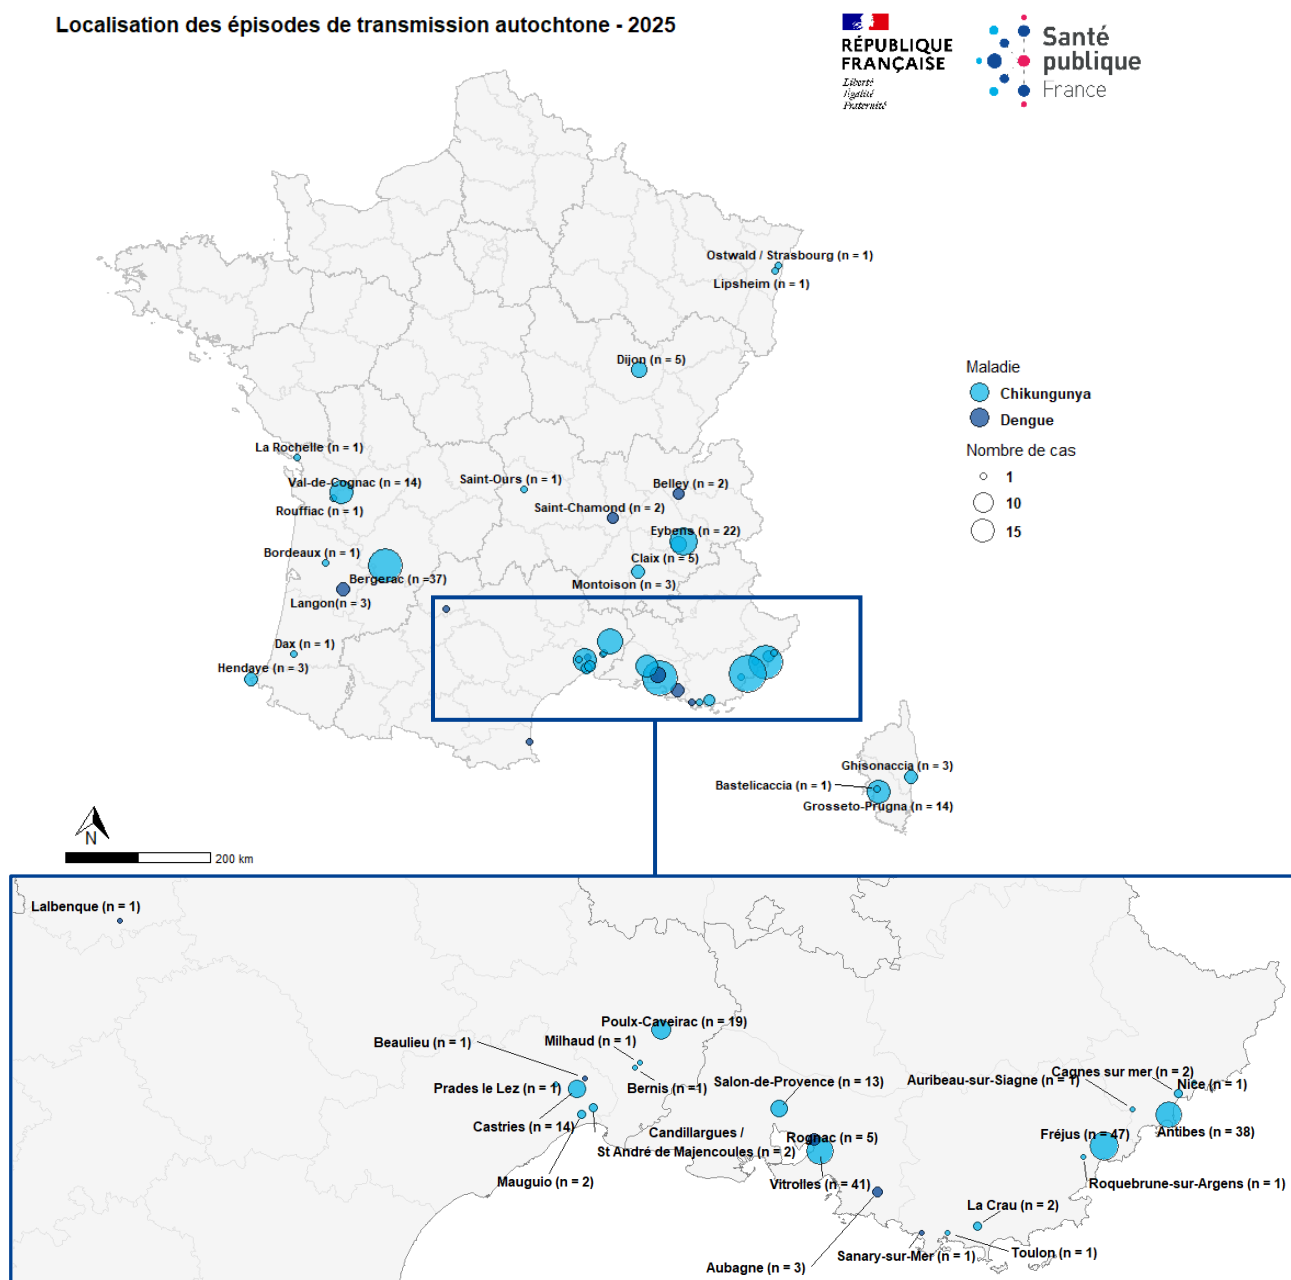 Localisation des épisodes de transmission autochtone - 2025
RÉPUBLIQUE
FRANÇAISE
Liberté
Égalité
Fraternité
Santé
publique
France
Ostwald / Strasbourg (n = 1)
Lipsheim (n = 1)
Dijon (n = 5)
Maladie
Chikungunya
Dengue
Nombre de cas
1
10
15
La Rochelle (n = 1)
Val-de-Cognac (n = 14)
Rouffiac (n = 1)
Saint-Ours (n = 1)
Belley (n = 2)
Saint-Chamond (n = 2)
Eybens (n = 22)
Bordeaux (n = 1)
Claix (n = 5)
Bergerac (n =37)
Montoison (n = 3)
Langon(n = 3)
Dax (n = 1)
Hendaye (n = 3)
Ghisonaccia (n = 3)
Bastelicaccia (n = 1)
Grosseto-Prugna (n = 14)
N
200 km
Lalbenque (n = 1)
Poulx-Caveirac (n = 19)
Beaulieu (n = 1)
Milhaud (n = 1)
Prades le Lez (n = 1)
Bernis (n =1)
Salon-de-Provence (n = 13)
Auribeau-sur-Siagne (n = 1)
Cagnes sur mer (n = 2)
Nice (n = 1)
Castries (n = 14)
Candillargues /
St André de Majencoules (n = 2)
Rognac (n = 5)
Fréjus (n = 47)
Antibes (n = 38)
Mauguio (n = 2)
Vitrolles (n = 41)
Roquebrune-sur-Argens (n = 1)
La Crau (n = 2)
Sanary-sur-Mer (n = 1)
Toulon (n = 1)
Aubagne (n = 3)